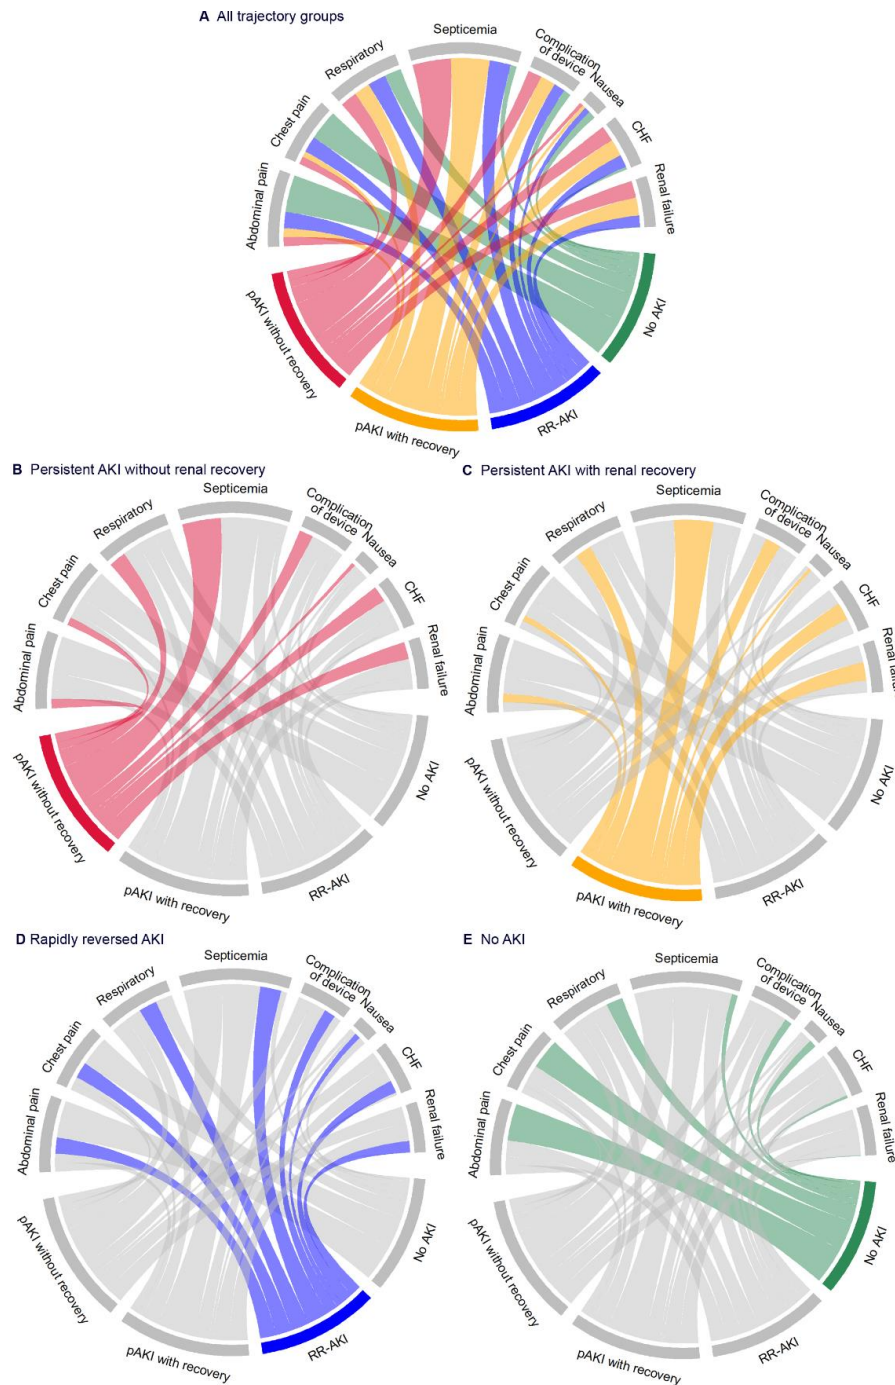 A All trajectory groups
Septicemia
Respiratory
Complication
of device
Nausea
Chest pain
CHF
Abdominal pain
Renal failure
pAKI without recovery
No AKI
pAKI with recovery
RR-AKI
B Persistent AKI without renal recovery
Septicemia
Respiratory
Complication
of device
Nausea
Chest pain
CHF
Abdominal pain
Renal failure
pAKI without recovery
No AKI
pAKI with recovery
RR-AKI
C Persistent AKI with renal recovery
Septicemia
Respiratory
Complication
of device
Nausea
Chest pain
CHF
Abdominal pain
Renal failure
pAKI without recovery
No AKI
pAKI with recovery
RR-AKI
D Rapidly reversed AKI
Septicemia
Respiratory
Complication
of device
Nausea
Chest pain
CHF
Abdominal pain
Renal failure
pAKI without recovery
No AKI
pAKI with recovery
RR-AKI
E No AKI
Septicemia
Respiratory
Complication
of device
Nausea
Chest pain
CHF
Abdominal pain
Renal failure
pAKI without recovery
No AKI
pAKI with recovery
RR-AKI